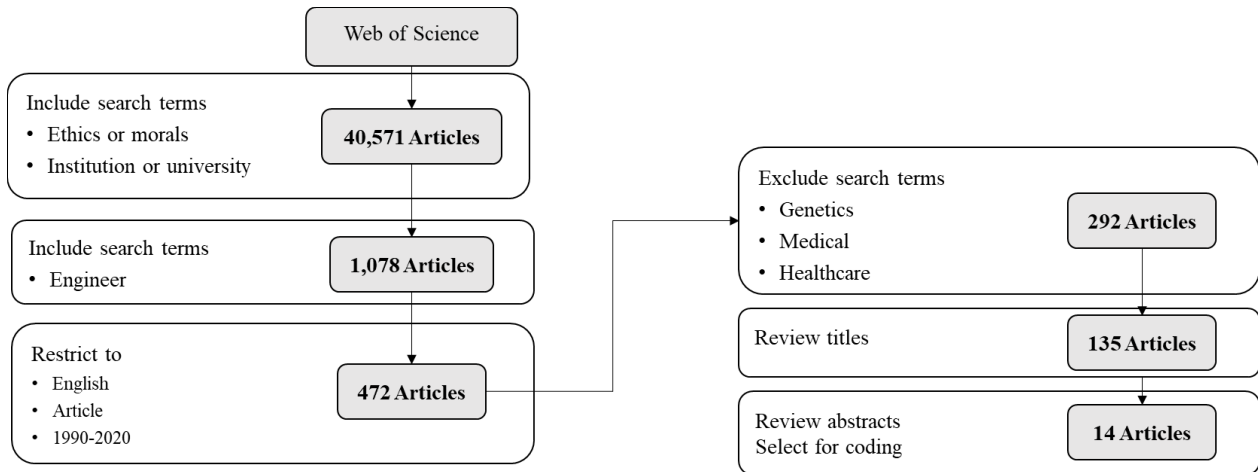 Web of Science
Include search terms
• Ethics or morals
• Institution or university
40,571 Articles
Include search terms
• Engineer
1,078 Articles
Restrict to
• English
• Article
• 1990-2020
472 Articles
Exclude search terms
• Genetics
• Medical
• Healthcare
292 Articles
Review titles
135 Articles
Review abstracts
Select for coding
14 Articles